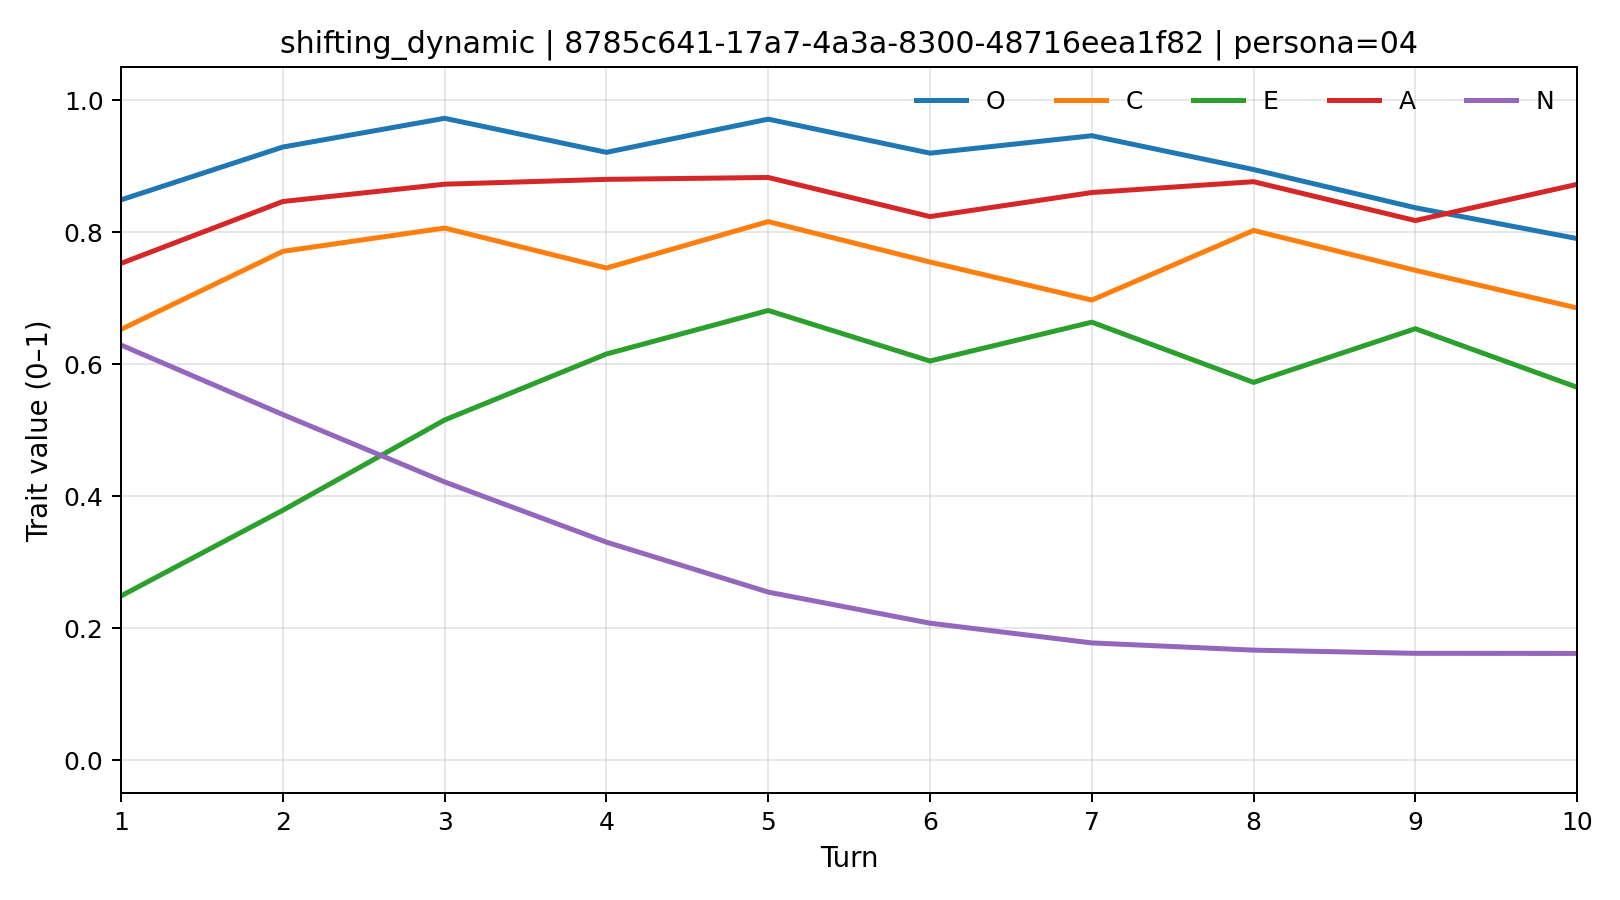 shifting_dynamic | 8785c641-17a7-4a3a-8300-48716eea1f82 | persona=04
O C E A N
Trait value (0–1)
1.0
0.8
0.6
0.4
0.2
0.0
1 2 3 4 5 6 7 8 9 10
Turn